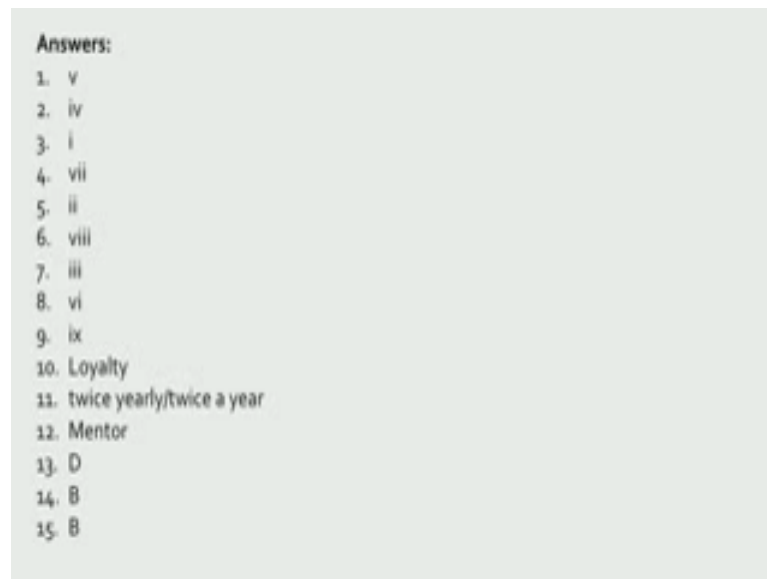 Answers:
1. v
2. iv
3. i
4. vii
5. ii
6. viii
7. iii
8. vi
9. ix
10. Loyalty
11. twice yearly/twice a year
12. Mentor
13. D
14. B
15. B